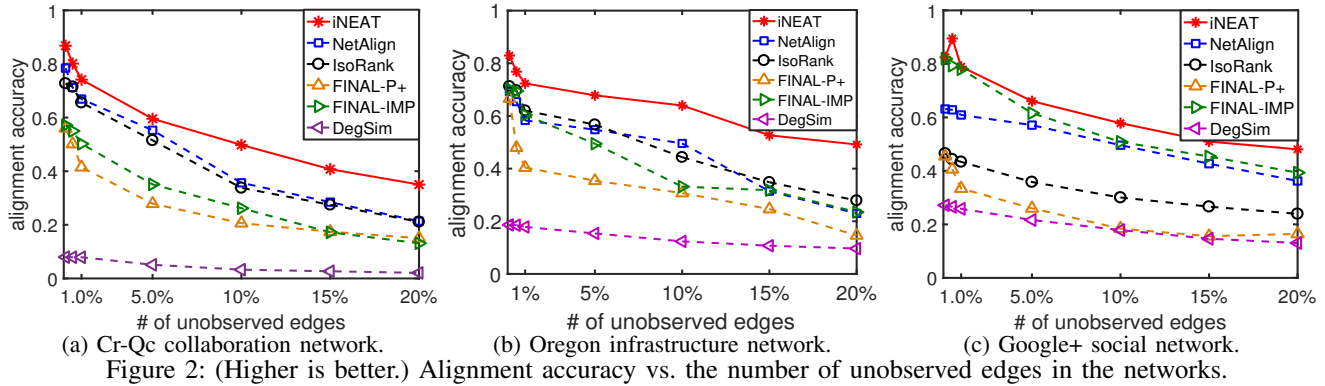 1
0.8
0.6
0.4
0.2
0
alignment accuracy
iNEAT
NetAlign
IsoRank
FINAL-P+
FINAL-IMP
DegSim
1.0% 5.0% 10% 15% 20%
# of unobserved edges
(a) Cr-Qc collaboration network.
1
0.8
0.6
0.4
0.2
0
alignment accuracy
iNEAT
NetAlign
IsoRank
FINAL-P+
FINAL-IMP
DegSim
1% 5% 10% 15% 20%
# of unobserved edges
(b) Oregon infrastructure network.
1
0.8
0.6
0.4
0.2
0
alignment accuracy
iNEAT
NetAlign
IsoRank
FINAL-P+
FINAL-IMP
DegSim
1.0% 5.0% 10% 15% 20%
# of unobserved edges
(c) Google+ social network.
Figure 2: (Higher is better.) Alignment accuracy vs. the number of unobserved edges in the networks.